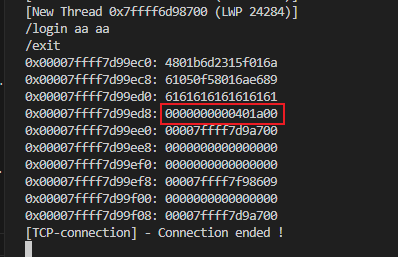 [New Thread 0x7ffff6d98700 (LWP 24284)]
/login aa aa
/exit
0x00007ffff7d99ec0: 4801b6d2315f016a
0x00007ffff7d99ec8: 61050f58016ae689
0x00007ffff7d99ed0: 6161616161616161
0x00007ffff7d99ed8: 0000000000401a00
0x00007ffff7d99ee0: 00007ffff7d9a700
0x00007ffff7d99ee8: 0000000000000000
0x00007ffff7d99ef0: 0000000000000000
0x00007ffff7d99ef8: 00007ffff7f98609
0x00007ffff7d99f00: 0000000000000000
0x00007ffff7d99f08: 00007ffff7d9a700
[TCP-connection] - Connection ended !